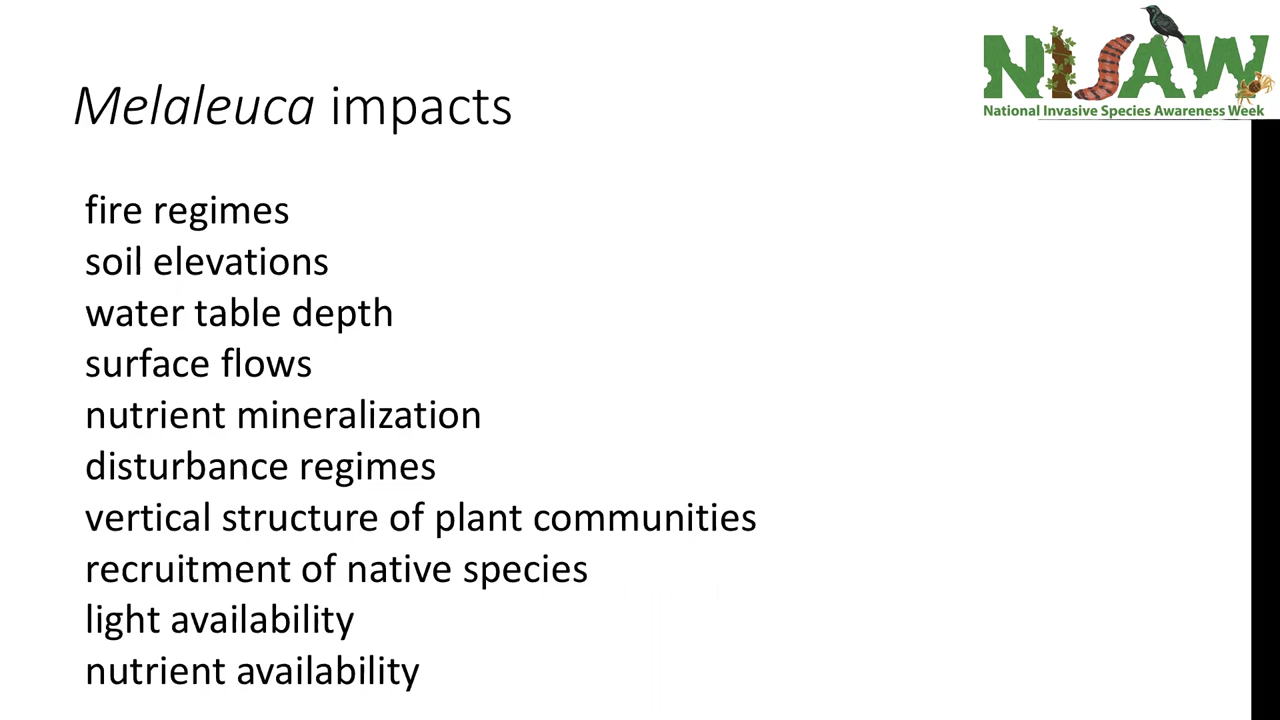 NISAW
National Invasive Species Awareness Week
Melaleuca impacts
fire regimes
soil elevations
water table depth
surface flows
nutrient mineralization
disturbance regimes
vertical structure of plant communities
recruitment of native species
light availability
nutrient availability